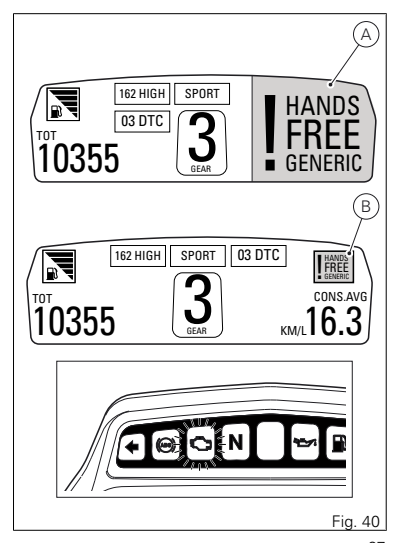 A
162 HIGH SPORT
03 DTC
TOT
10355
3
GEAR
! HANDS
FREE
GENERIC
B
162 HIGH SPORT 03 DTC
! HANDS
FREE
GENERIC
TOT
10355
3
GEAR
CONS.AVG
KM/L 16.3
ABS
N
Fig. 40